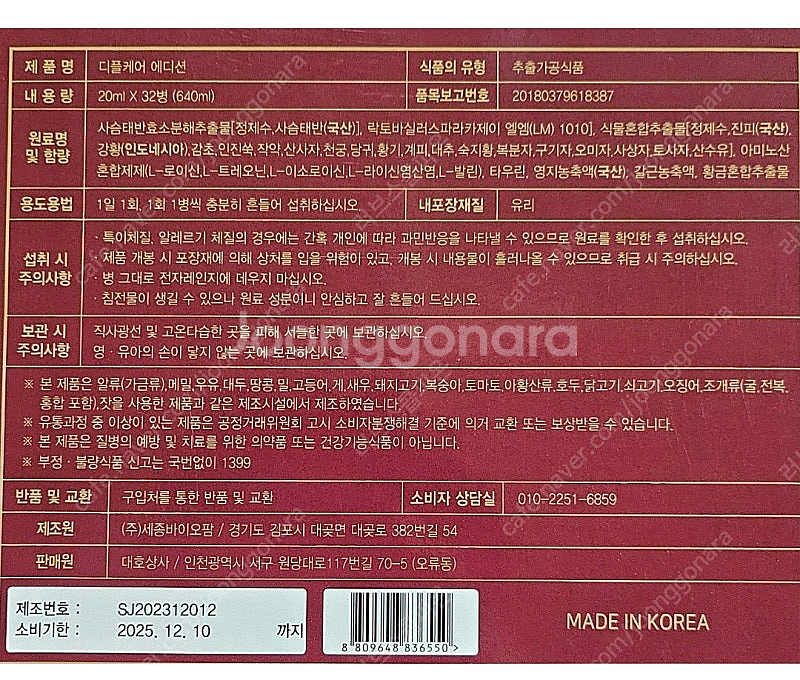 제 품 명 디플케어 에디션 식품의 유형 추출가공식품
내 용 량 20ml X 32병 (640ml) 품목보고번호 20180379618387
원료명 및 함량
사슴태반효소분해추출물[정제수,사슴태반(국산)], 락토바실러스파라카제이 엘엠(LM) 1010], 식물혼합추출물[정제수,진피(국산),
강황(인도네시아),감초,인진쑥,작약,산사자,천궁,당귀,황기,계피,대추,숙지황,복분자,구기자,오미자,사상자,토사자,산수유], 아미노산
혼합제제(L-로이신,L-트레오닌,L-이소로이신,L-라이신염산염,L-발린), 타우린, 영지농축액(국산), 갈근농축액, 황금혼합추출물
용도용법 1일 1회, 1회 1병씩 충분히 흔들어 섭취하십시오. 내포장재질 유리
섭취 시 주의사항
· 특이체질, 알레르기 체질의 경우에는 간혹 개인에 따라 과민반응을 나타낼 수 있으므로 원료를 확인한 후 섭취하십시오.
· 제품 개봉 시 포장재에 의해 상처를 입을 위험이 있고, 개봉 시 내용물이 흘러나올 수 있으므로 취급 시 주의하십시오.
· 병 그대로 전자레인지에 데우지 마십시오.
· 침전물이 생길 수 있으나 원료 성분이니 안심하고 잘 흔들어 드십시오.
보관 시 주의사항
직사광선 및 고온다습한 곳을 피해 서늘한 곳에 보관하십시오.
영 · 유아의 손이 닿지 않는 곳에 보관하십시오.
Joonggonara
※ 본 제품은 알류(가금류),메밀,우유,대두,땅콩,밀,고등어,게,새우,돼지고기,복숭아,토마토,아황산류,호두,닭고기,쇠고기,오징어,조개류(굴,전복,
홍합 포함),잣을 사용한 제품과 같은 제조시설에서 제조하였습니다.
※ 유통과정 중 이상이 있는 제품은 공정거래위원회 고시 소비자분쟁해결 기준에 의거 교환 또는 보상받을 수 있습니다.
※ 본 제품은 질병의 예방 및 치료를 위한 의약품 또는 건강기능식품이 아닙니다.
※ 부정 · 불량식품 신고는 국번없이 1399
반품 및 교환 구입처를 통한 반품 및 교환 소비자 상담실 010-2251-6859
제조원 (주)세종바이오팜 / 경기도 김포시 대곶면 대곶로 382번길 54
판매원 대호상사 / 인천광역시 서구 원당대로117번길 70-5 (오류동)
제조번호 : SJ202312012
소비기한 : 2025. 12. 10 까지
8 809648 836550 >
MADE IN KOREA